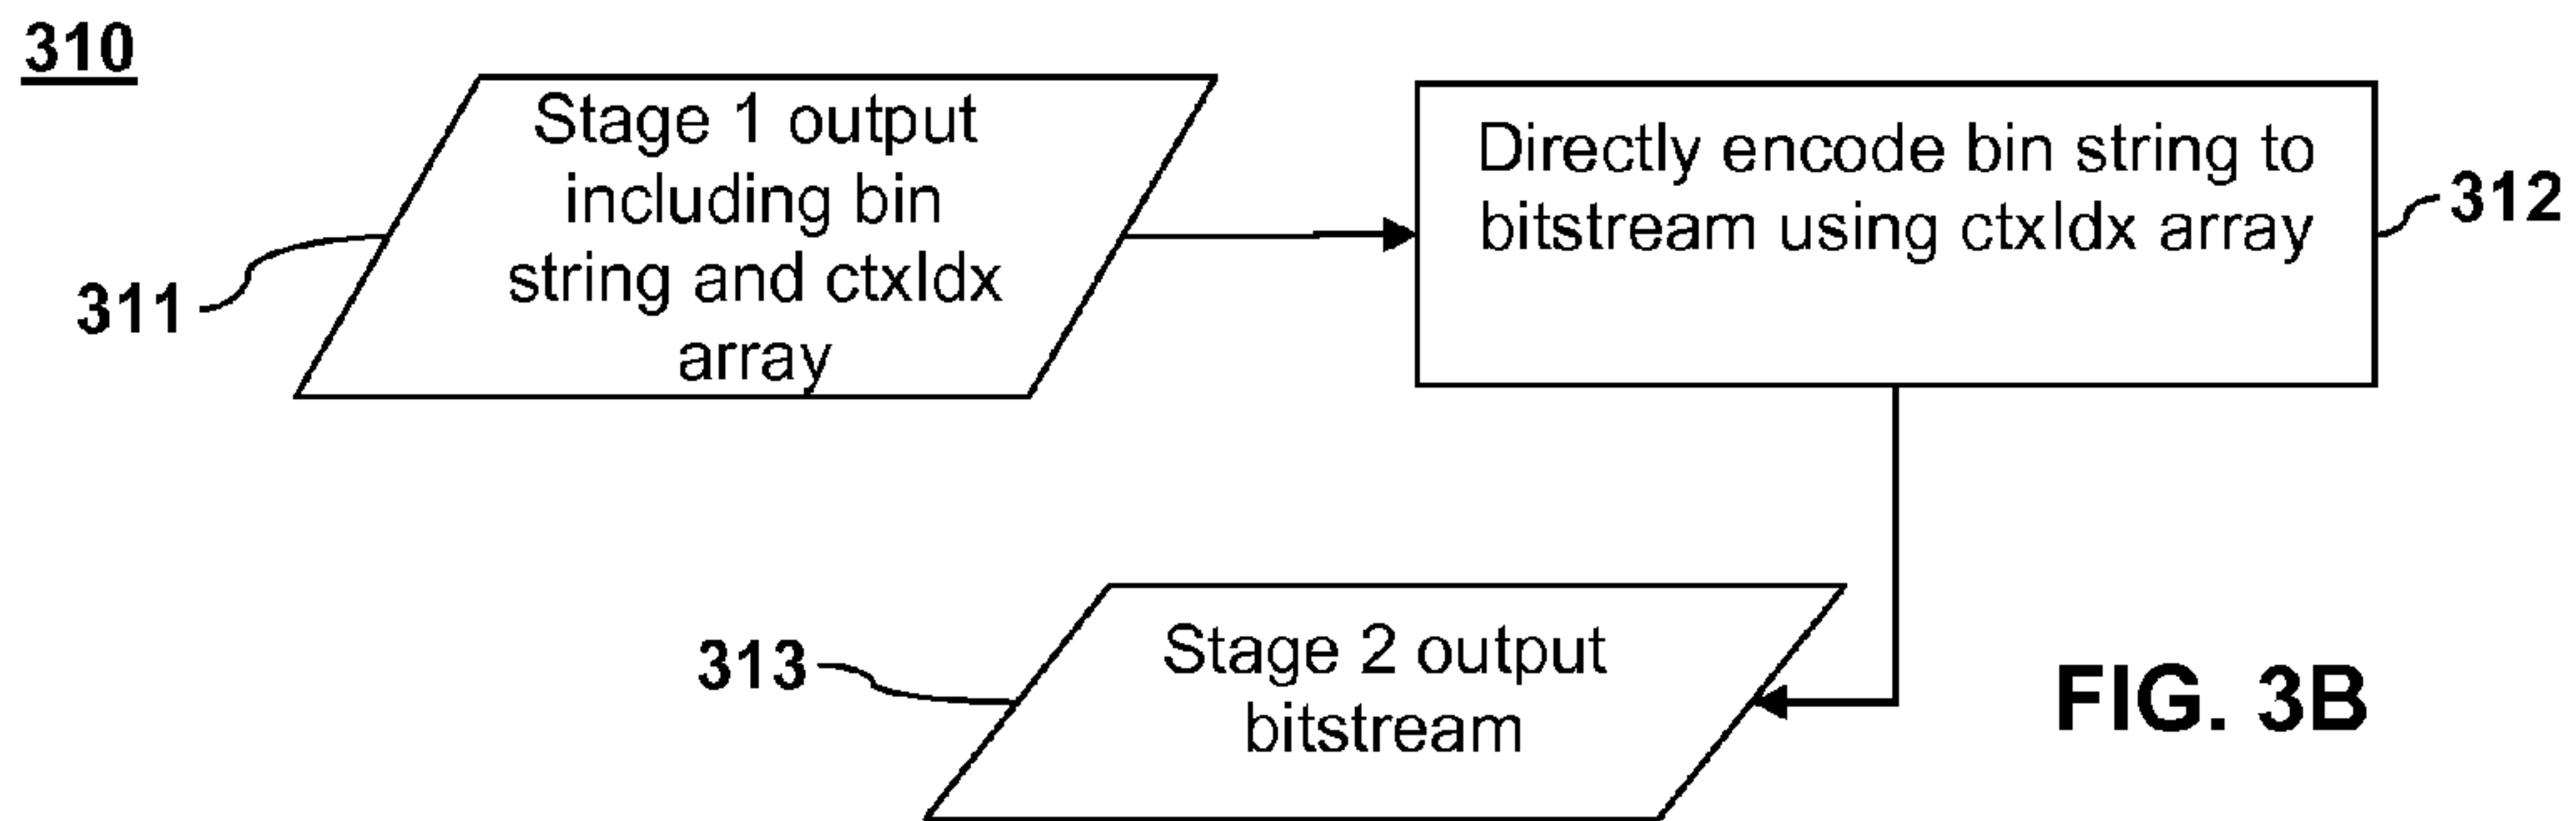 310
Stage 1 output
including bin
string and ctxIdx
array
311
Directly encode bin string to
bitstream using ctxIdx array
312
Stage 2 output
bitstream
313
FIG. 3B